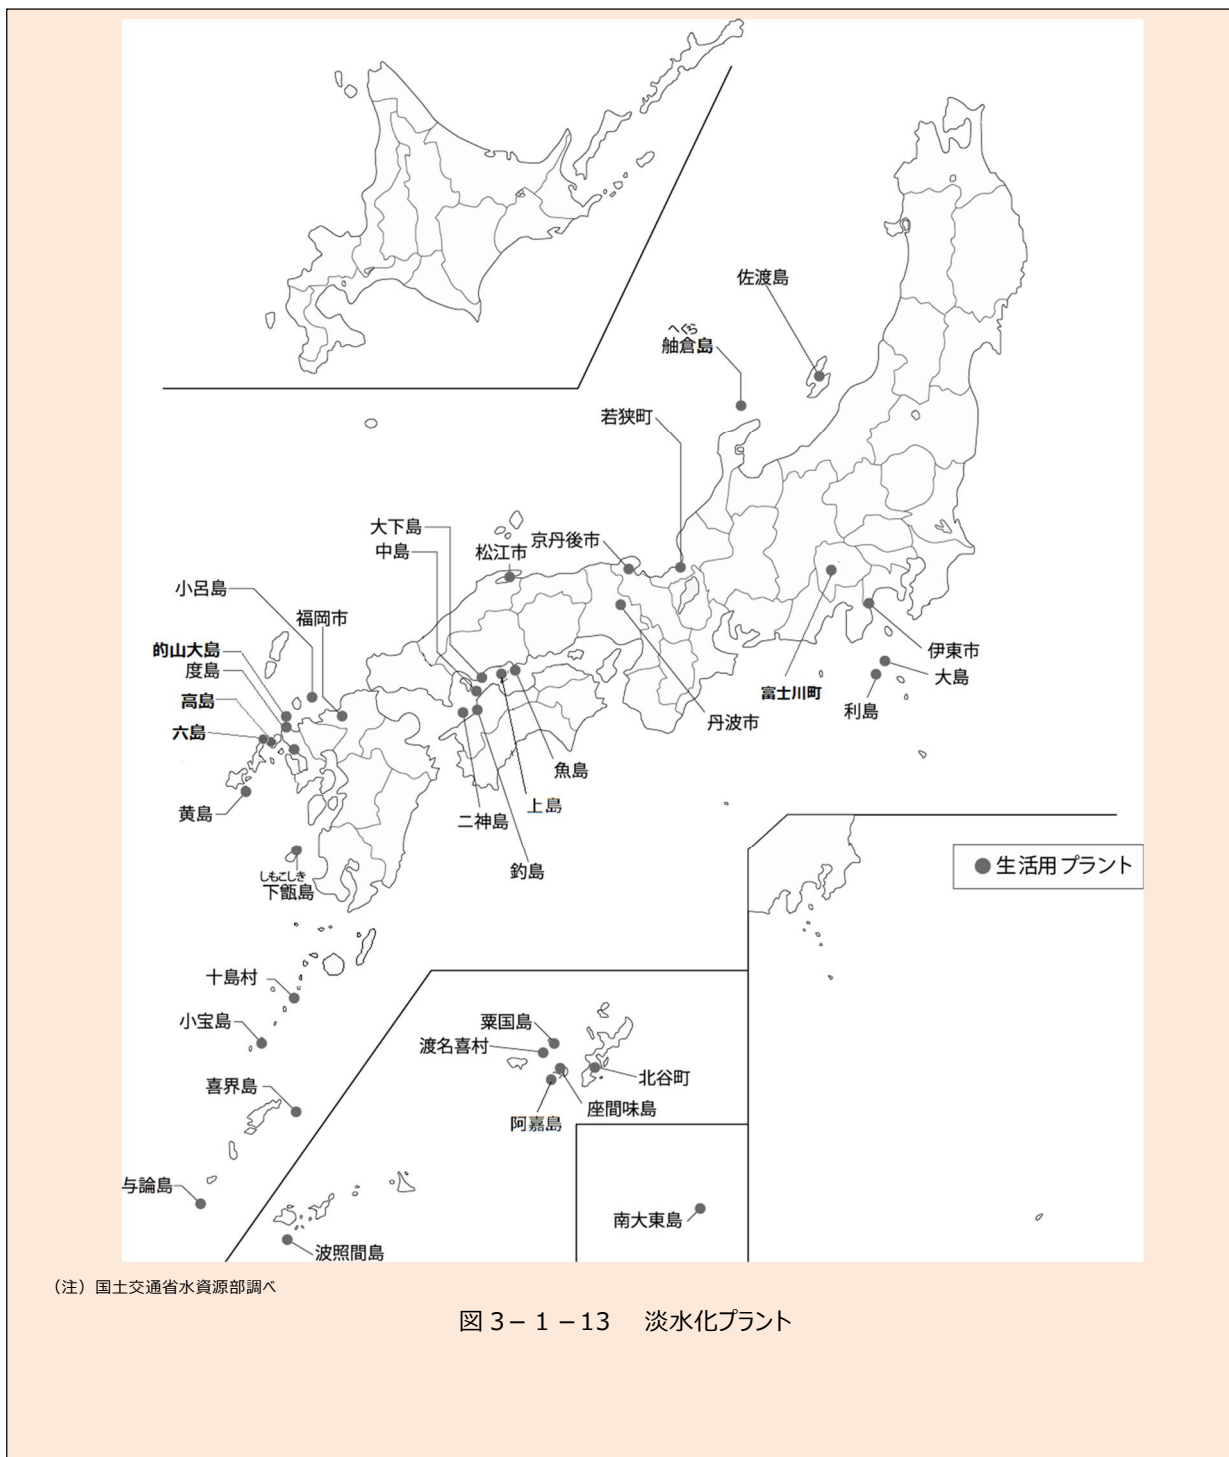 佐渡島
へぐら
舳倉島
若狭町
大下島
中島
松江市
京丹後市
小呂島
福岡市
的山大島
度島
高島
六島
黄島
伊東市
大島
利島
富士川町
丹波市
魚島
上島
二神島
釣島
しもこしき
下甑島
生活用プラント
十島村
小宝島
喜界島
与論島
粟国島
渡名喜村
北谷町
座間味島
阿嘉島
南大東島
波照間島
（注）国土交通省水資源部調べ
図３－１－13　淡水化プラント